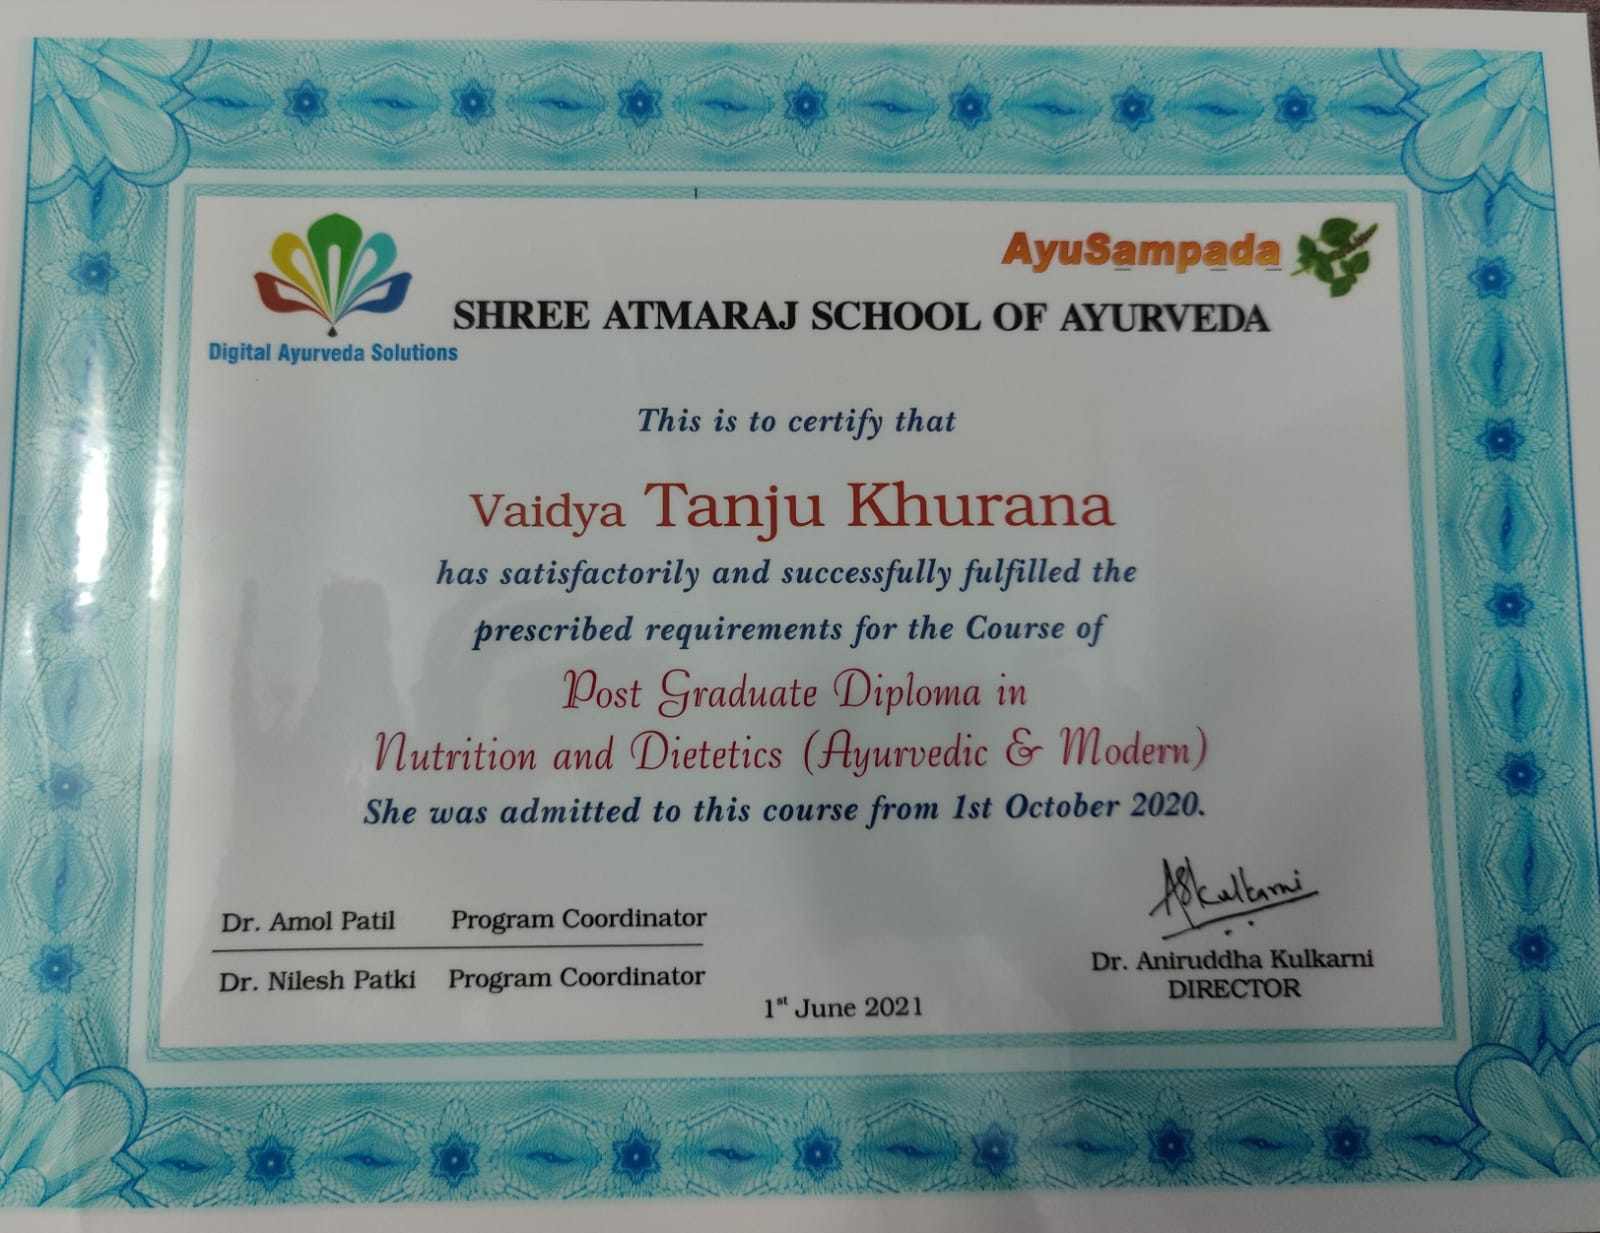 AyuSampada
SHREE ATMARAJ SCHOOL OF AYURVEDA
Digital Ayurveda Solutions
This is to certify that
Vaidya Tanju Khurana
has satisfactorily and successfully fulfilled the
prescribed requirements for the Course of
Post Graduate Diploma in
Nutrition and Dietetics (Ayurvedic & Modern)
She was admitted to this course from 1st October 2020.
Dr. Amol Patil Program Coordinator
Dr. Nilesh Patki Program Coordinator
1st June 2021
ASKulkarni
Dr. Aniruddha Kulkarni
DIRECTOR